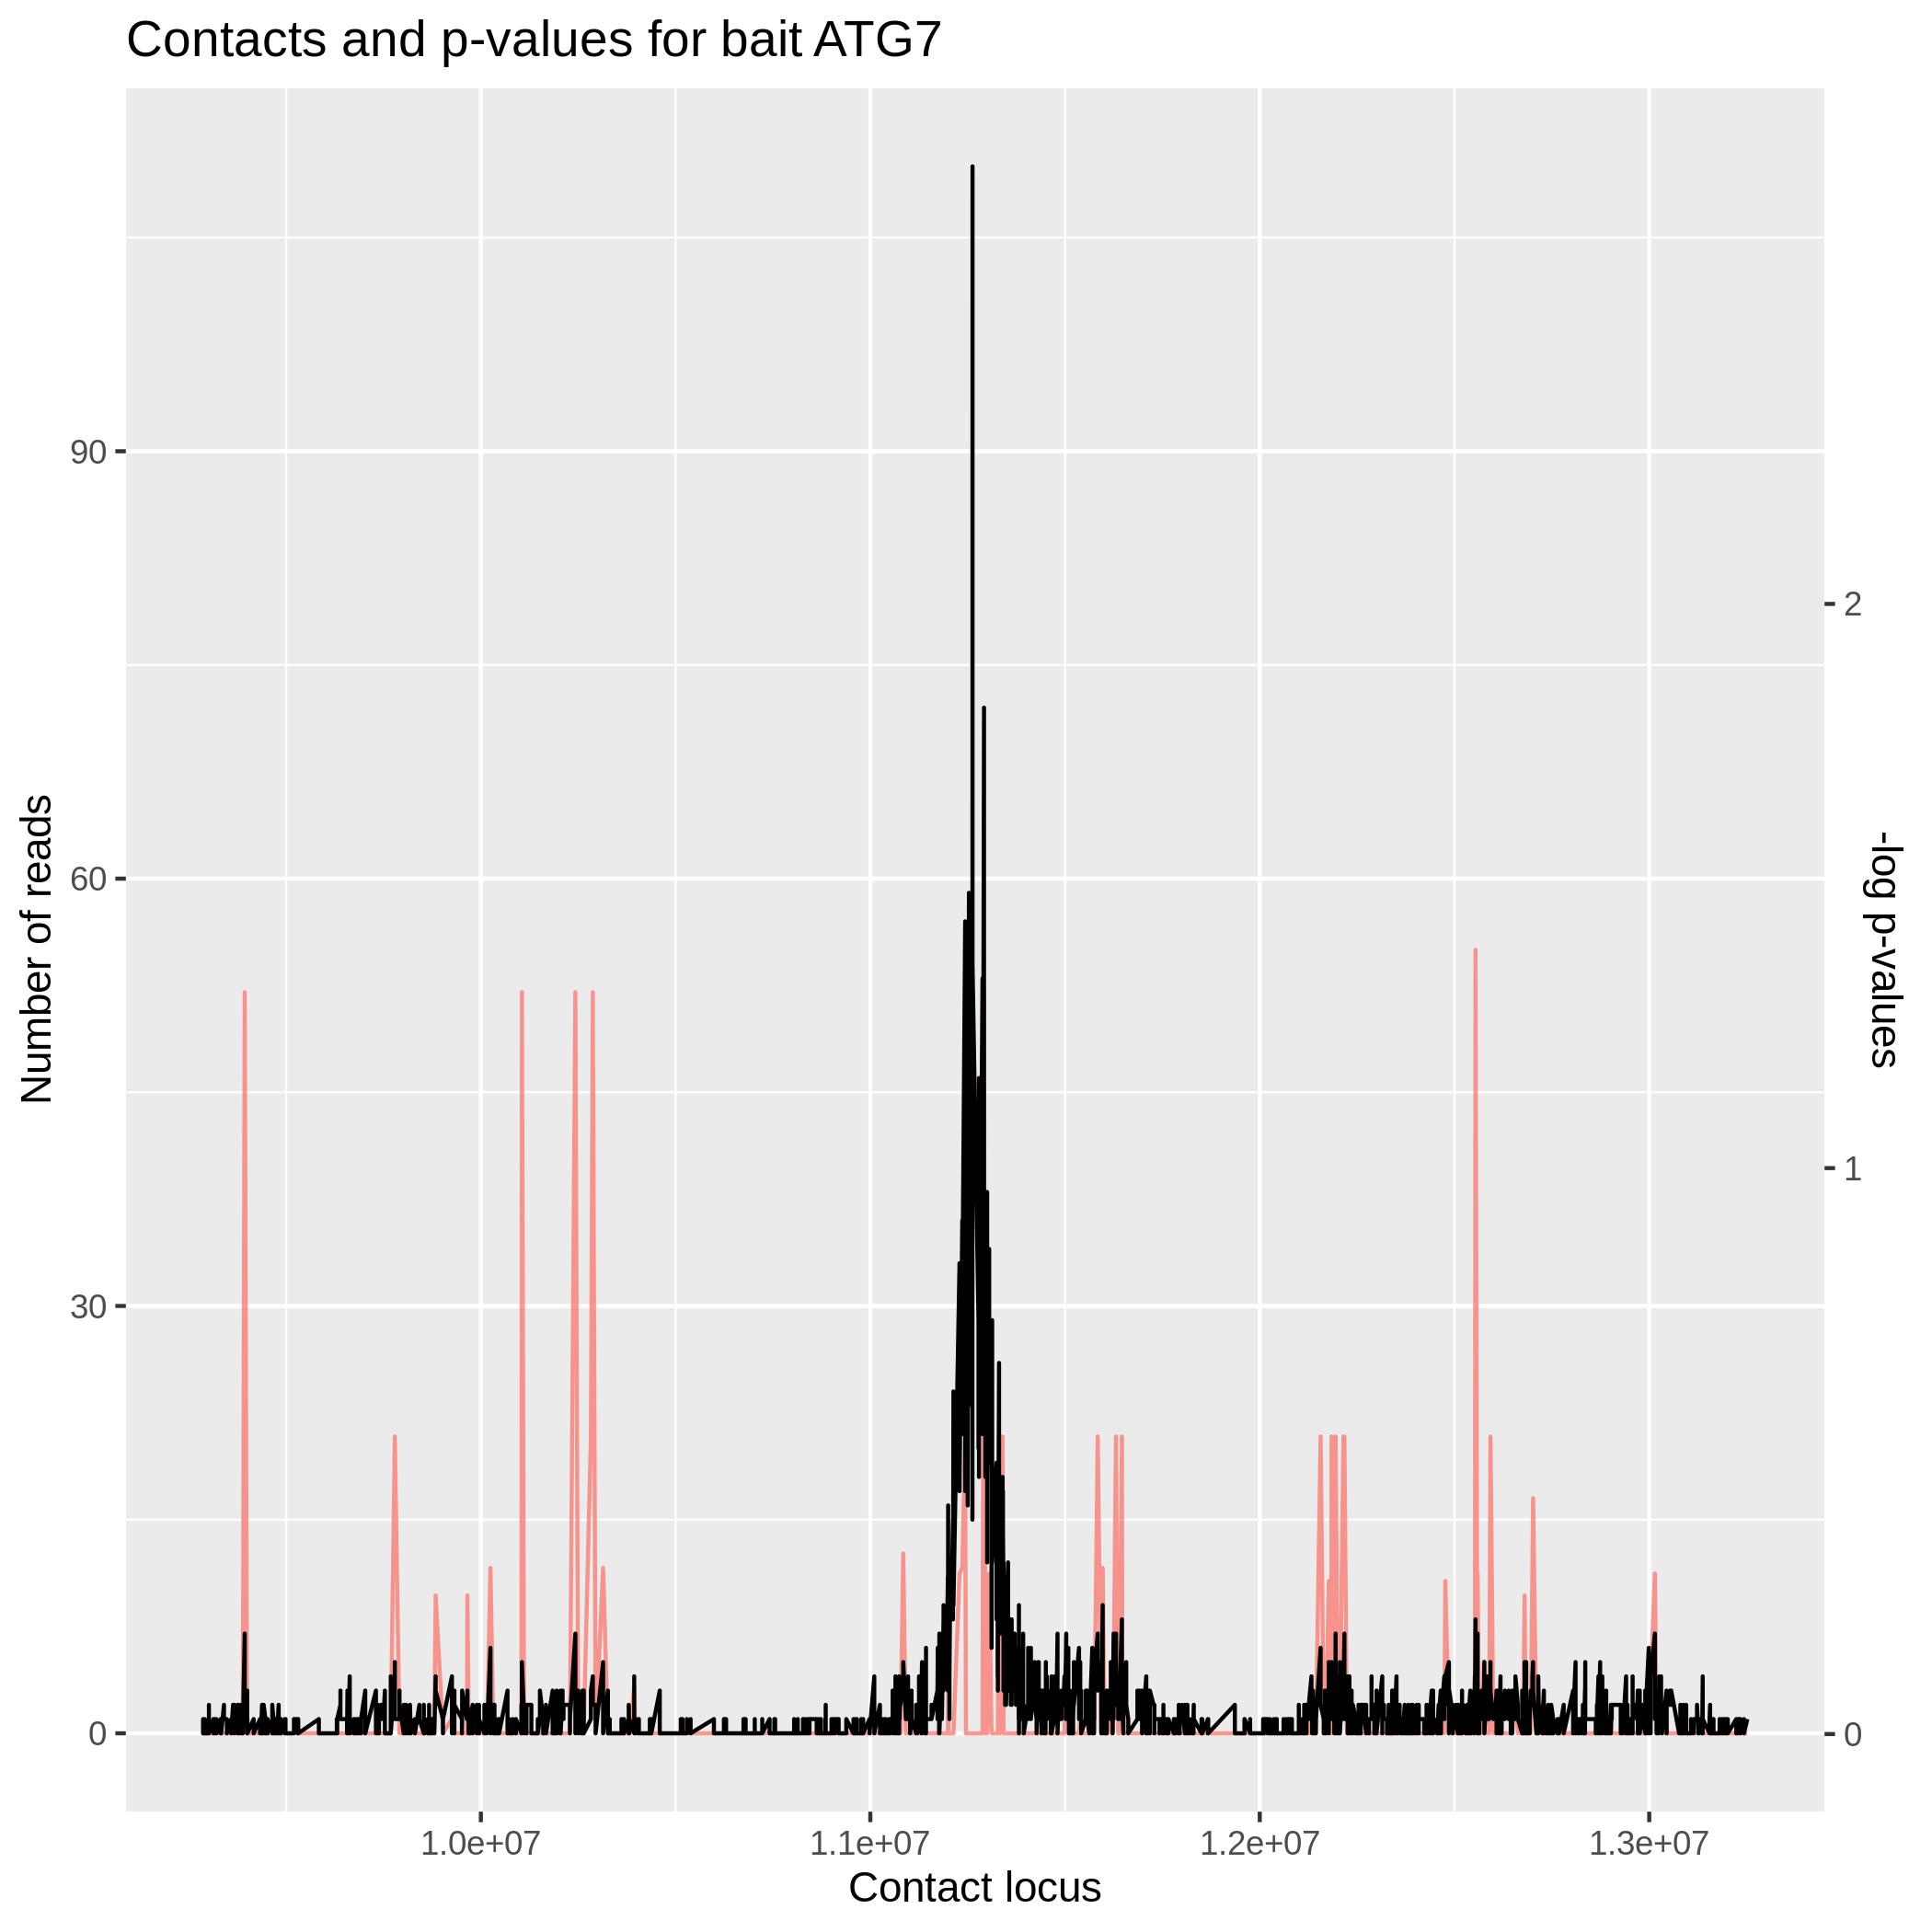 Contacts and p-values for bait ATG7
Number of reads
90
60
30
0
2
1
0
-log p-values
1.0e+07
1.1e+07
1.2e+07
1.3e+07
Contact locus